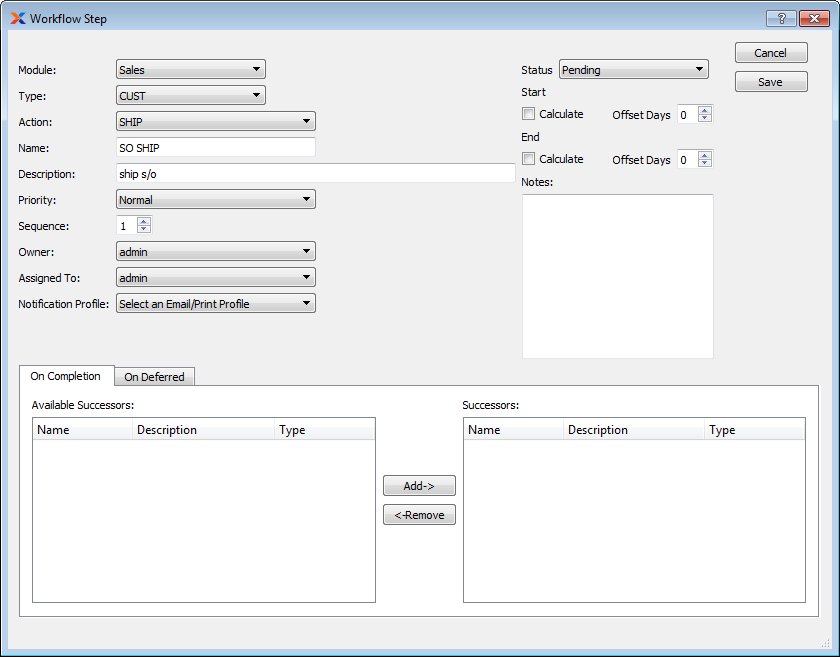 Workflow Step
?
Cancel
Save
Module: Sales
Type: CUST
Action: SHIP
Name: SO SHIP
Description: ship s/o
Priority: Normal
Sequence: 1
Owner: admin
Assigned To: admin
Notification Profile: Select an Email/Print Profile
Status Pending
Start
Calculate Offset Days 0
End
Calculate Offset Days 0
Notes:
On Completion On Deferred
Available Successors:
Name Description Type
Add->
<-Remove
Successors:
Name Description Type